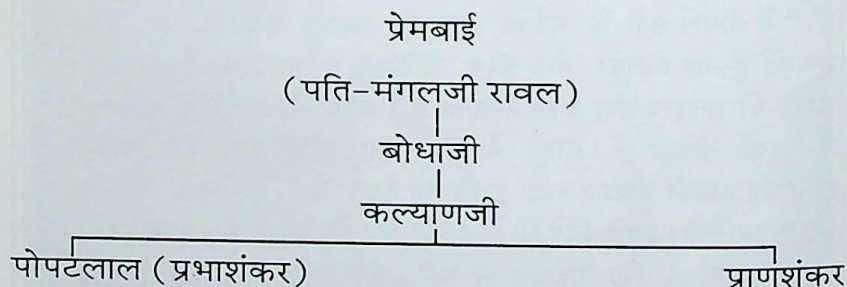 प्रेमबाई
(पति-मंगलजी रावल)
बोधाजी
कल्याणजी
पोपटलाल (प्रभाशंकर) प्राणशंकर